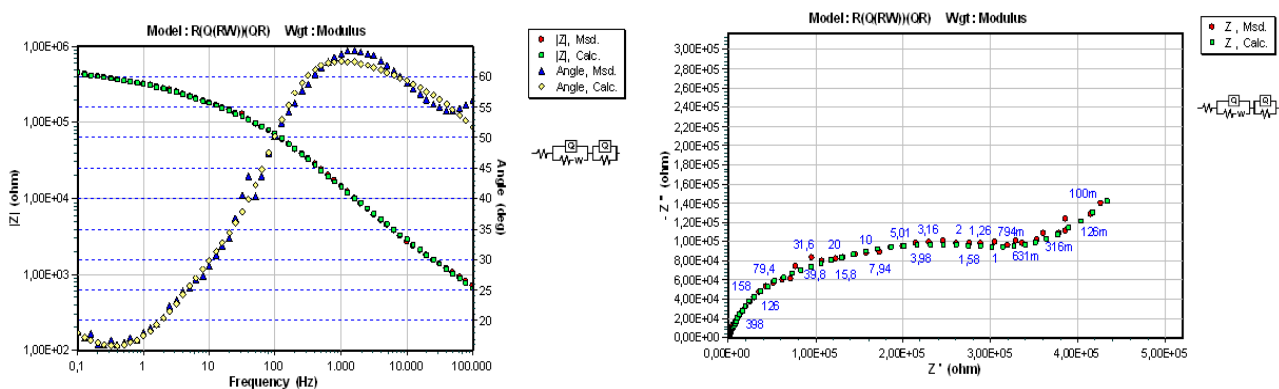 Model : R(Q(RW))(QR) Wgt : Modulus
|Z| (ohm)
1,00E+06
1,00E+05
1,00E+04
1,00E+03
1,00E+02
0,1
1
10
100
1.000
10.000
100.000
Frequency (Hz)
60
55
50
45
40
35
30
25
20
15
Angle (deg)
|Z|, Msd.
|Z|, Calc.
Angle, Msd.
Angle, Calc.
Q
W
Q
Model : R(Q(RW))(QR) Wgt : Modulus
- Z'' (ohm)
3,00E+05
2,80E+05
2,60E+05
2,40E+05
2,20E+05
2,00E+05
1,80E+05
1,60E+05
1,40E+05
1,20E+05
1,00E+05
8,00E+04
6,00E+04
4,00E+04
2,00E+04
0,00E+00
100m
5,01
3,16
2
1,26
794m
126m
31,6
20
10
316m
631m
1
1,58
3,98
7,94
15,8
39,8
79,4
158
126
398
0,00E+00
1,00E+05
2,00E+05
3,00E+05
4,00E+05
5,00E+05
Z ' (ohm)
Z , Msd.
Z , Calc.
Q
W
Q